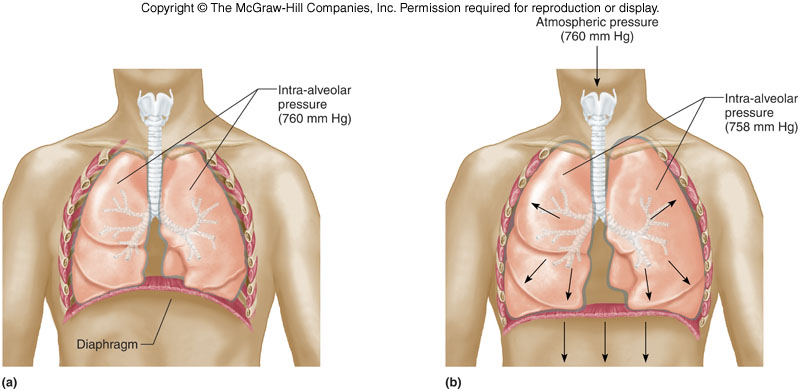 Copyright © The McGraw-Hill Companies, Inc. Permission required for reproduction or display.
Atmospheric pressure
(760 mm Hg)
Intra-alveolar
pressure
(760 mm Hg)
Intra-alveolar
pressure
(758 mm Hg)
Diaphragm
(a)
(b)